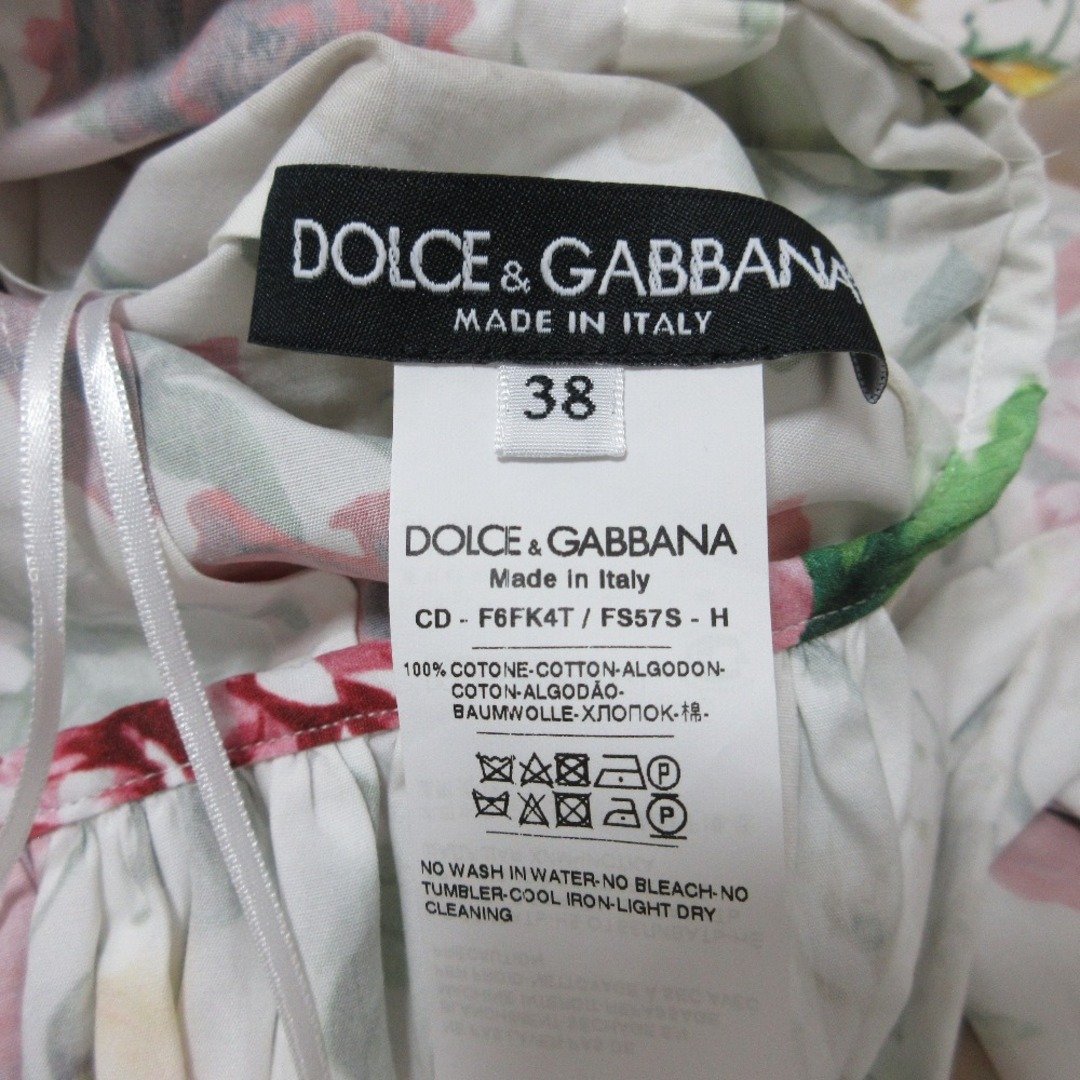 DOLCE & GABBANA
MADE IN ITALY
38
DOLCE & GABBANA
Made in Italy
CD - F6FK4T / FS57S - H
100% COTONE-COTTON-ALGODON-
COTON-ALGODÃO-
BAUMWOLLE-ХЛОПОК-棉-
P
P
NO WASH IN WATER-NO BLEACH-NO
TUMBLER-COOL IRON-LIGHT DRY
CLEANING